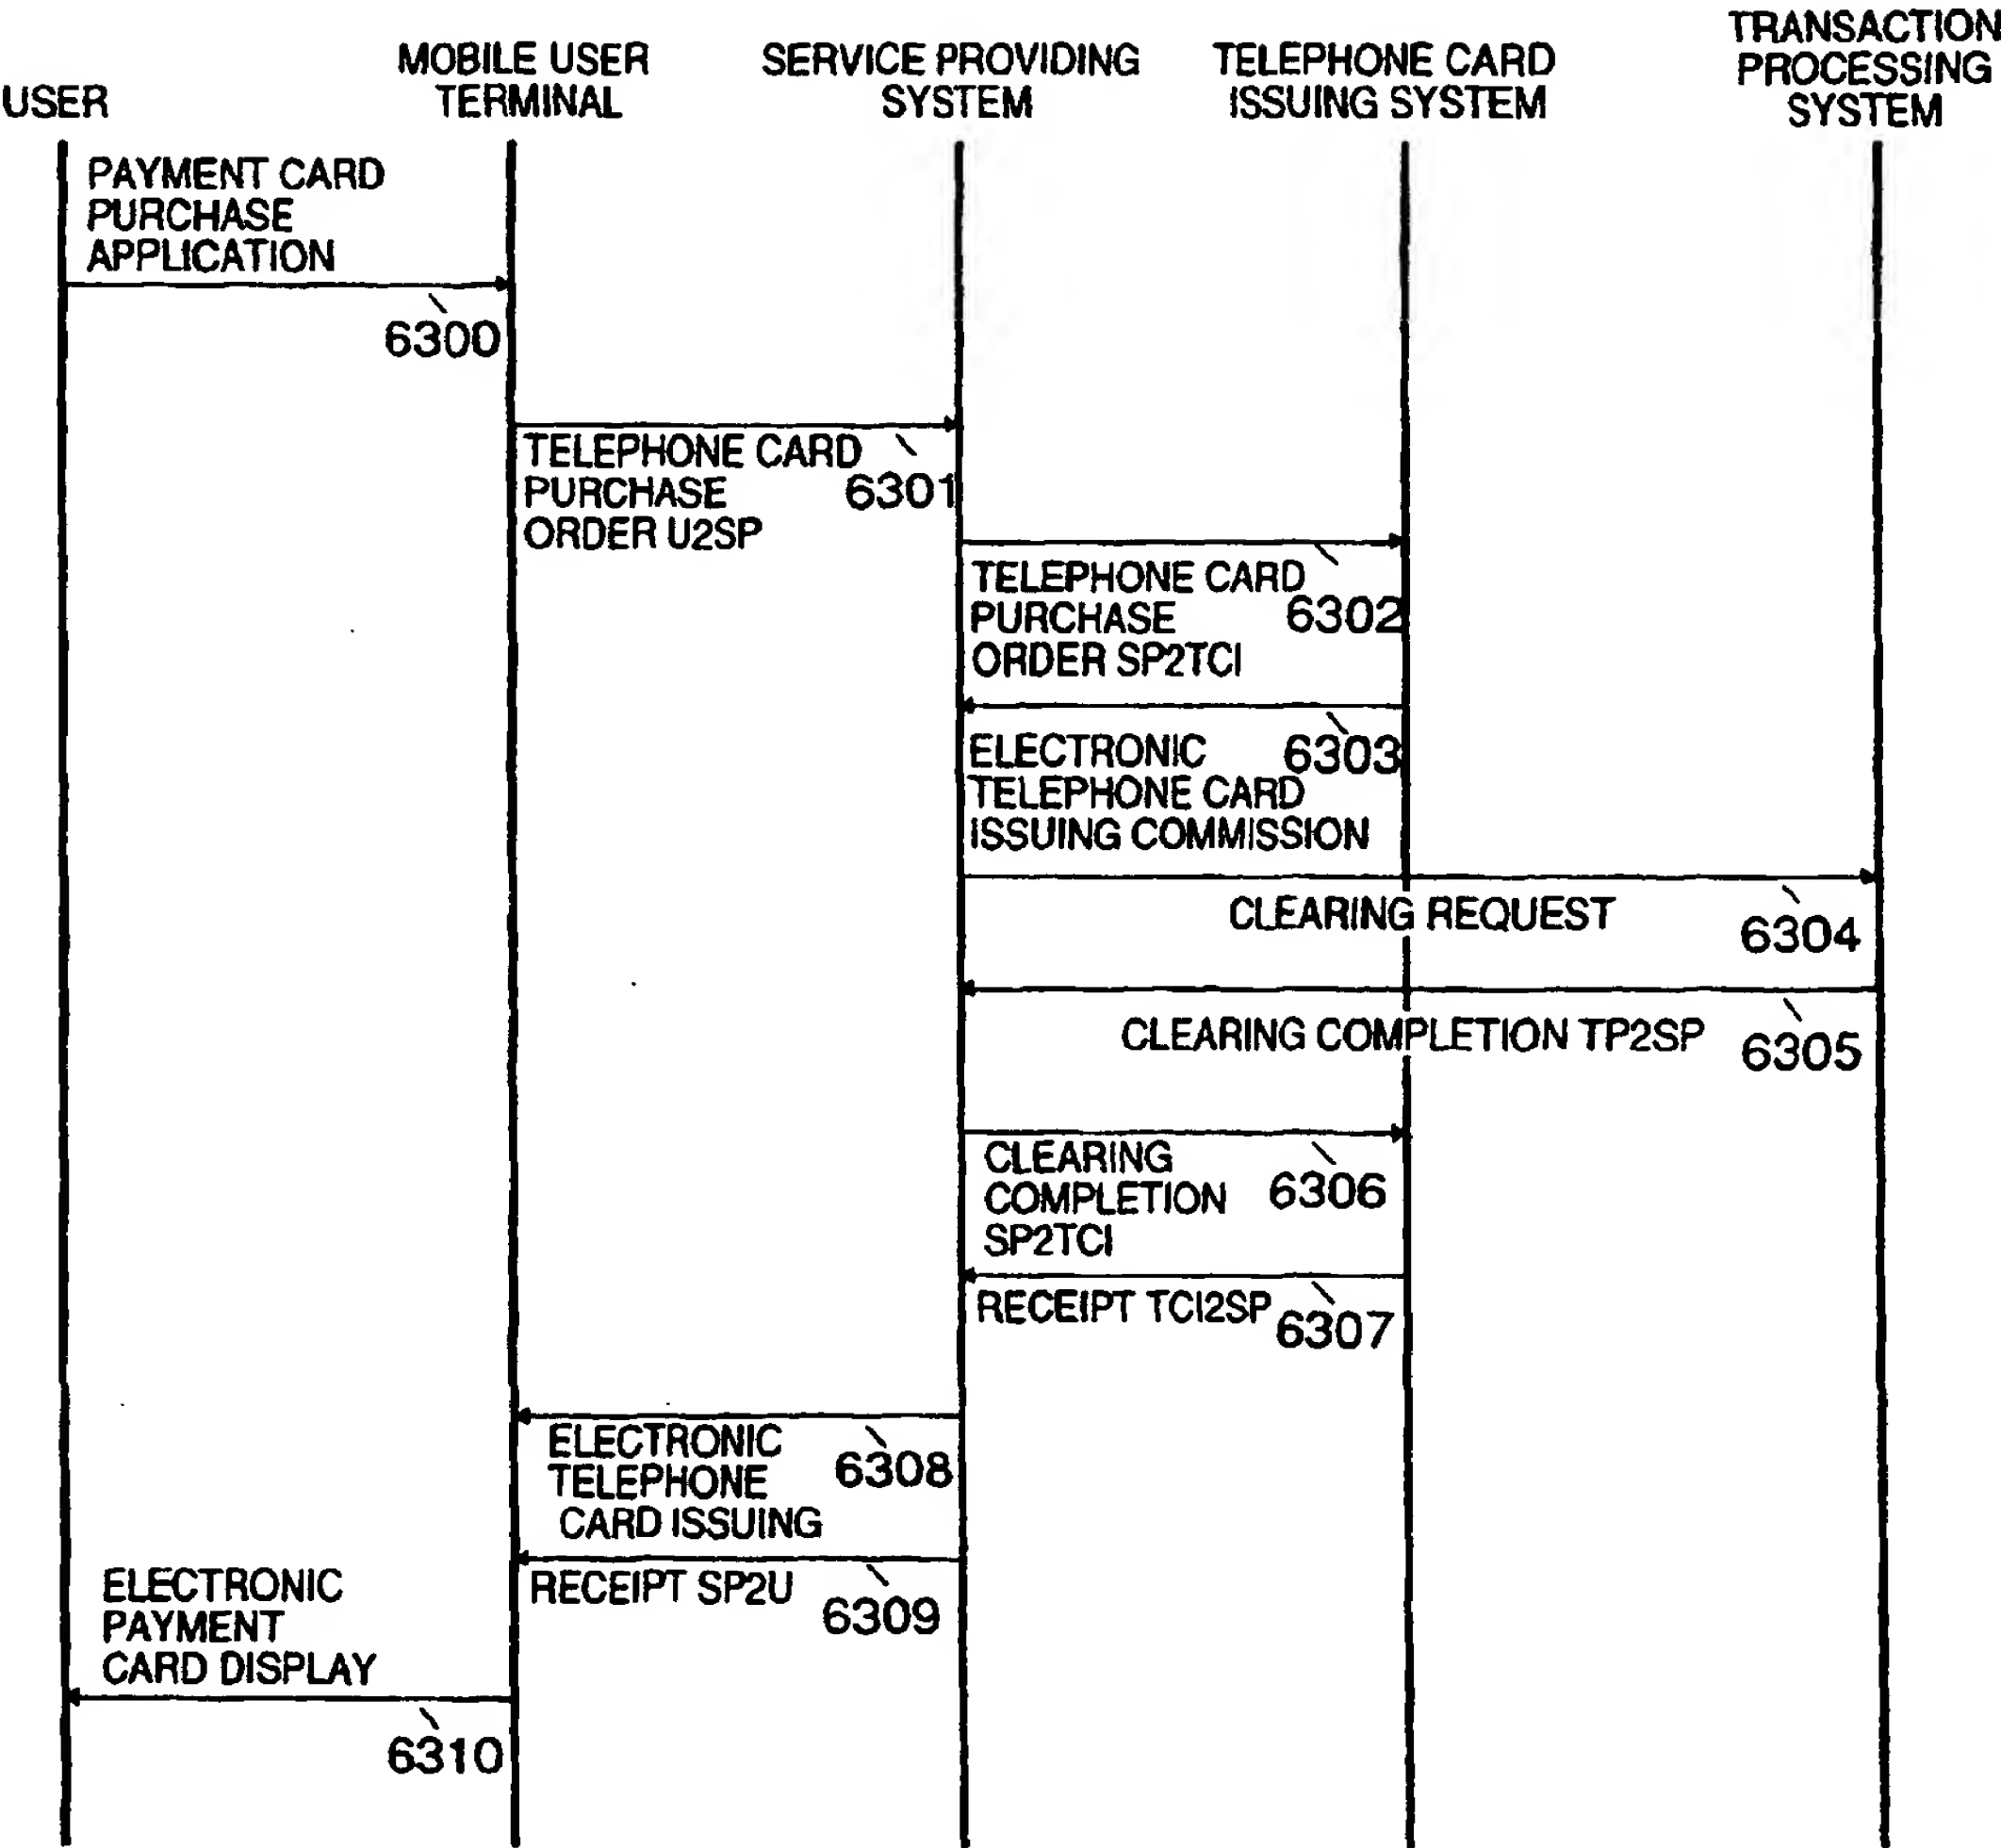 USER
MOBILE USER
TERMINAL
SERVICE PROVIDING
SYSTEM
TELEPHONE CARD
ISSUING SYSTEM
TRANSACTION
PROCESSING
SYSTEM
PAYMENT CARD
PURCHASE
APPLICATION
6300
TELEPHONE CARD
PURCHASE
ORDER U2SP
6301
TELEPHONE CARD
PURCHASE
ORDER SP2TCI
6302
ELECTRONIC
TELEPHONE CARD
ISSUING COMMISSION
6303
CLEARING REQUEST
6304
CLEARING COMPLETION TP2SP
6305
CLEARING
COMPLETION
SP2TCI
6306
RECEIPT TCI2SP
6307
ELECTRONIC
TELEPHONE
CARD ISSUING
6308
RECEIPT SP2U
6309
ELECTRONIC
PAYMENT
CARD DISPLAY
6310